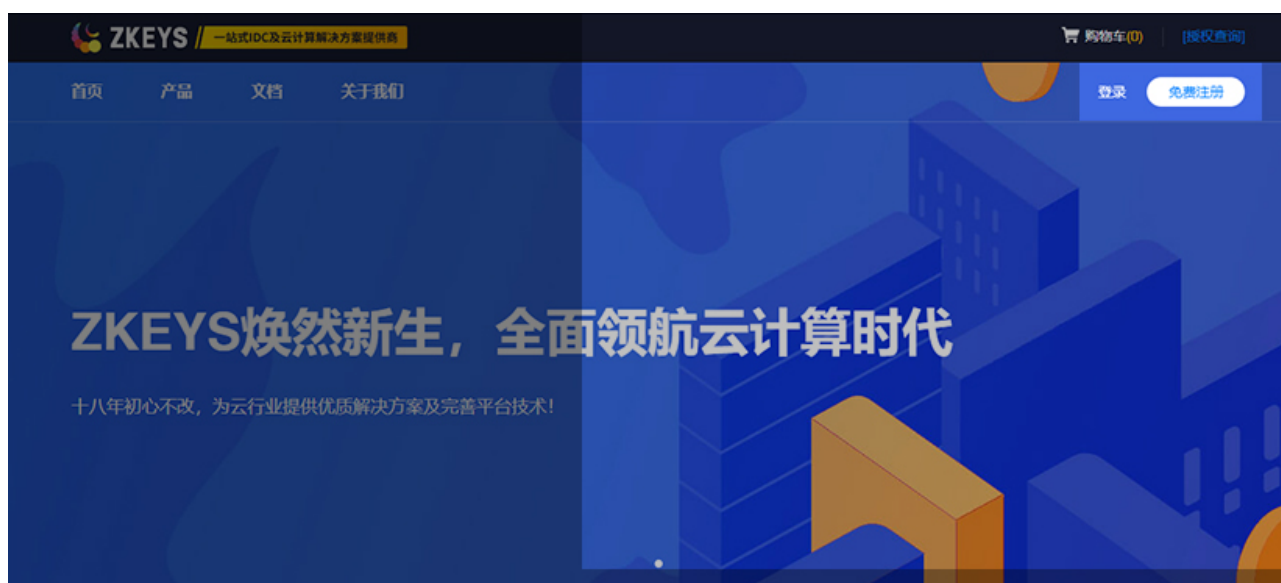 ZKEYS 一站式IDC及云计算解决方案提供商 购物车(0) [授权查询]
首页 产品 文档 关于我们 登录 免费注册
ZKEYS焕然新生，全面领航云计算时代
十八年初心不改，为云行业提供优质解决方案及完善平台技术！